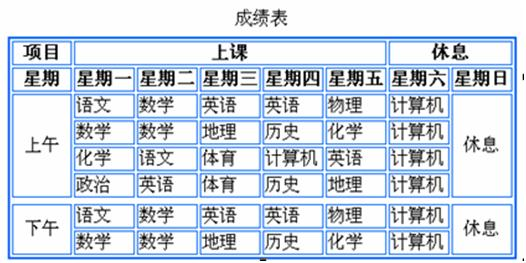 成绩表
项目 上课 休息
星期 星期一 星期二 星期三 星期四 星期五 星期六 星期日
上午 语文 数学 英语 英语 物理 计算机 休息
数学 数学 地理 历史 化学 计算机
化学 语文 体育 计算机 英语 计算机
政治 英语 体育 历史 地理 计算机
下午 语文 数学 英语 英语 物理 计算机 休息
数学 数学 地理 历史 化学 计算机